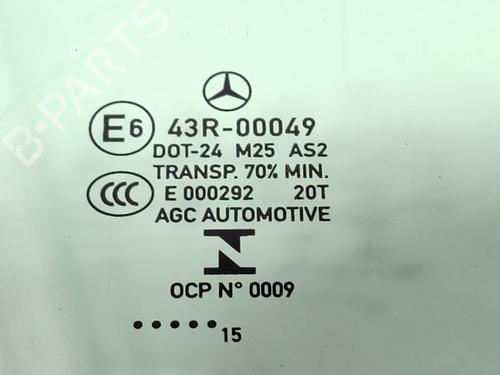 B-PARTS
E6 43R-00049
DOT-24 M25 AS2
TRANSP. 70% MIN.
CCC E 000292 20T
AGC AUTOMOTIVE
OCP N° 0009
.....15